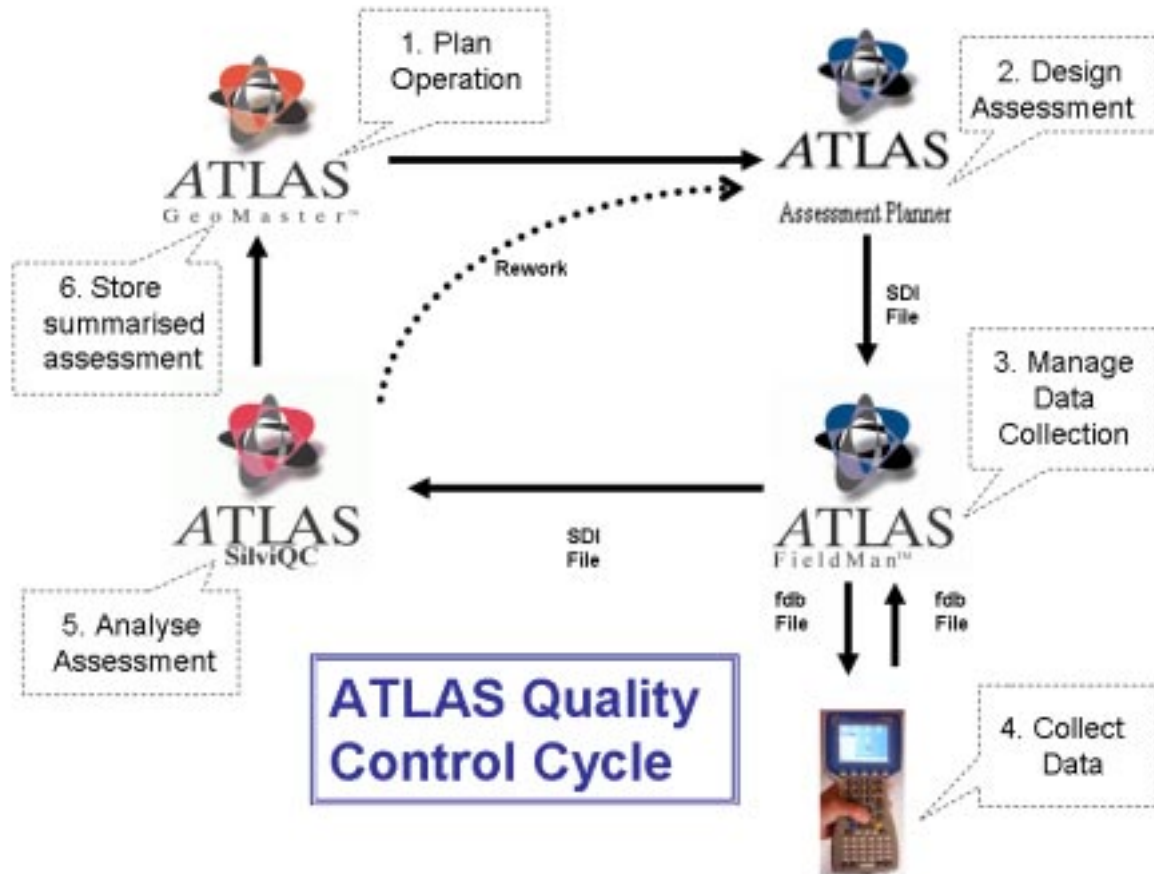 1. Plan
Operation
2. Design
Assessment
ATLAS
GeoMaster™
ATLAS
Assessment Planner
6. Store
summarised
assessment
Rework
SDI
File
3. Manage
Data
Collection
ATLAS
SilviQC
SDI
File
ATLAS
FieldMan™
5. Analyse
Assessment
fdb
File
fdb
File
ATLAS Quality
Control Cycle
4. Collect
Data